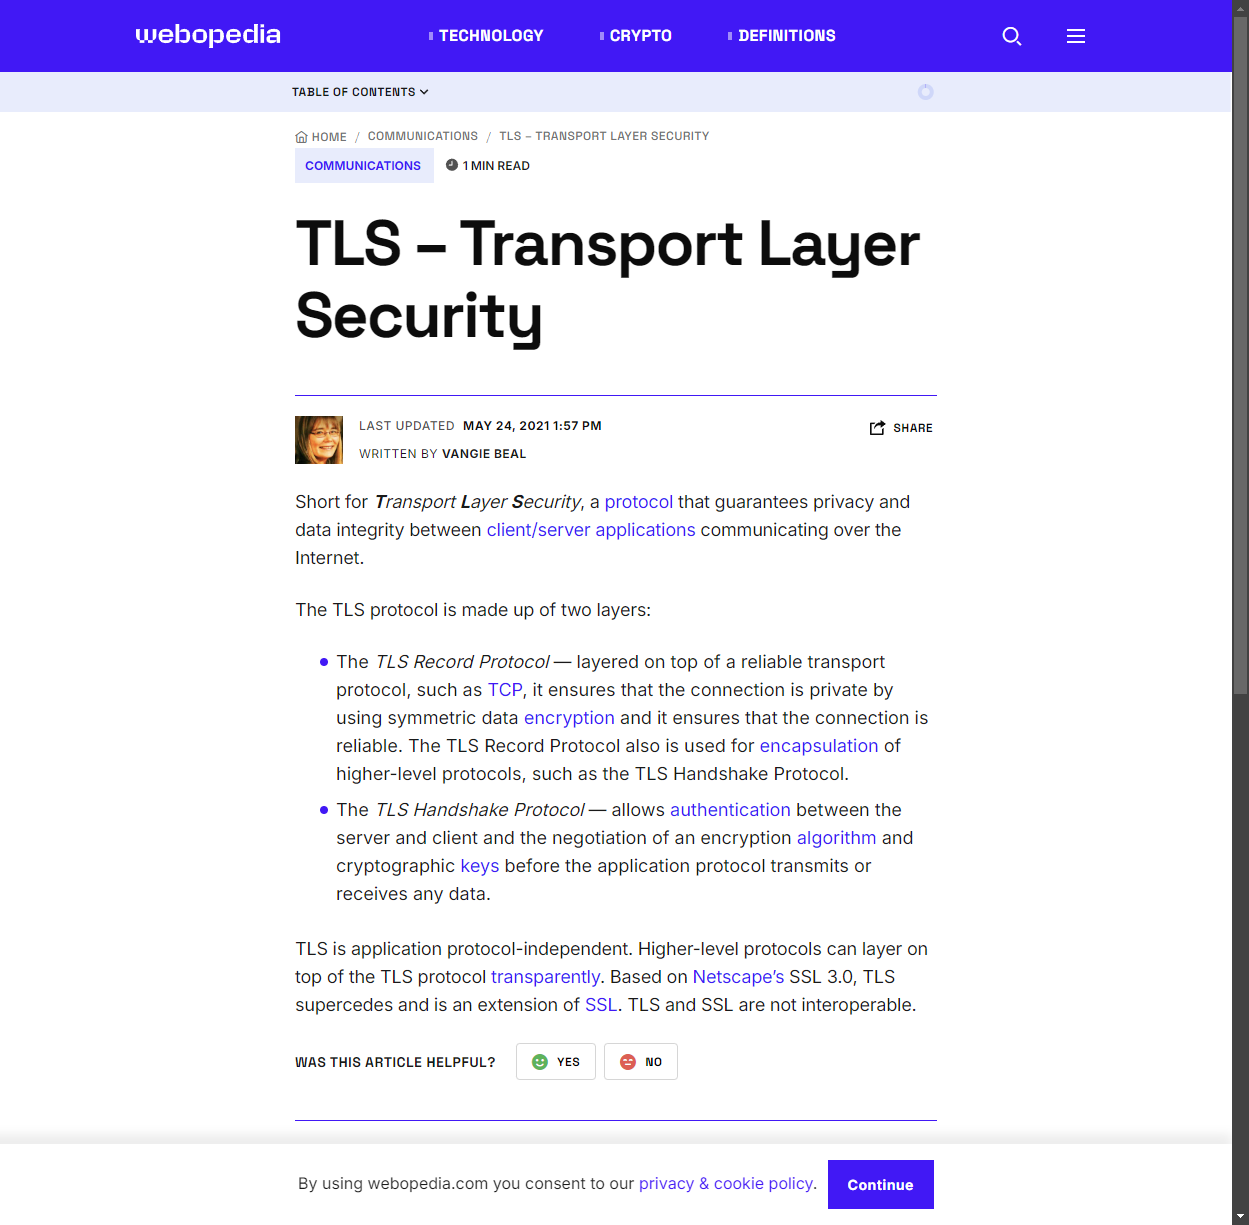 webopedia
TECHNOLOGY
CRYPTO
DEFINITIONS
TABLE OF CONTENTS
HOME / COMMUNICATIONS / TLS – TRANSPORT LAYER SECURITY
COMMUNICATIONS
1 MIN READ
TLS – Transport Layer
Security
LAST UPDATED MAY 24, 2021 1:57 PM
SHARE
WRITTEN BY VANGIE BEAL
Short for Transport Layer Security, a protocol that guarantees privacy and
data integrity between client/server applications communicating over the
Internet.
The TLS protocol is made up of two layers:
The TLS Record Protocol — layered on top of a reliable transport
protocol, such as TCP, it ensures that the connection is private by
using symmetric data encryption and it ensures that the connection is
reliable. The TLS Record Protocol also is used for encapsulation of
higher-level protocols, such as the TLS Handshake Protocol.
The TLS Handshake Protocol — allows authentication between the
server and client and the negotiation of an encryption algorithm and
cryptographic keys before the application protocol transmits or
receives any data.
TLS is application protocol-independent. Higher-level protocols can layer on
top of the TLS protocol transparently. Based on Netscape’s SSL 3.0, TLS
supercedes and is an extension of SSL. TLS and SSL are not interoperable.
WAS THIS ARTICLE HELPFUL? YES NO
By using webopedia.com you consent to our privacy & cookie policy. Continue